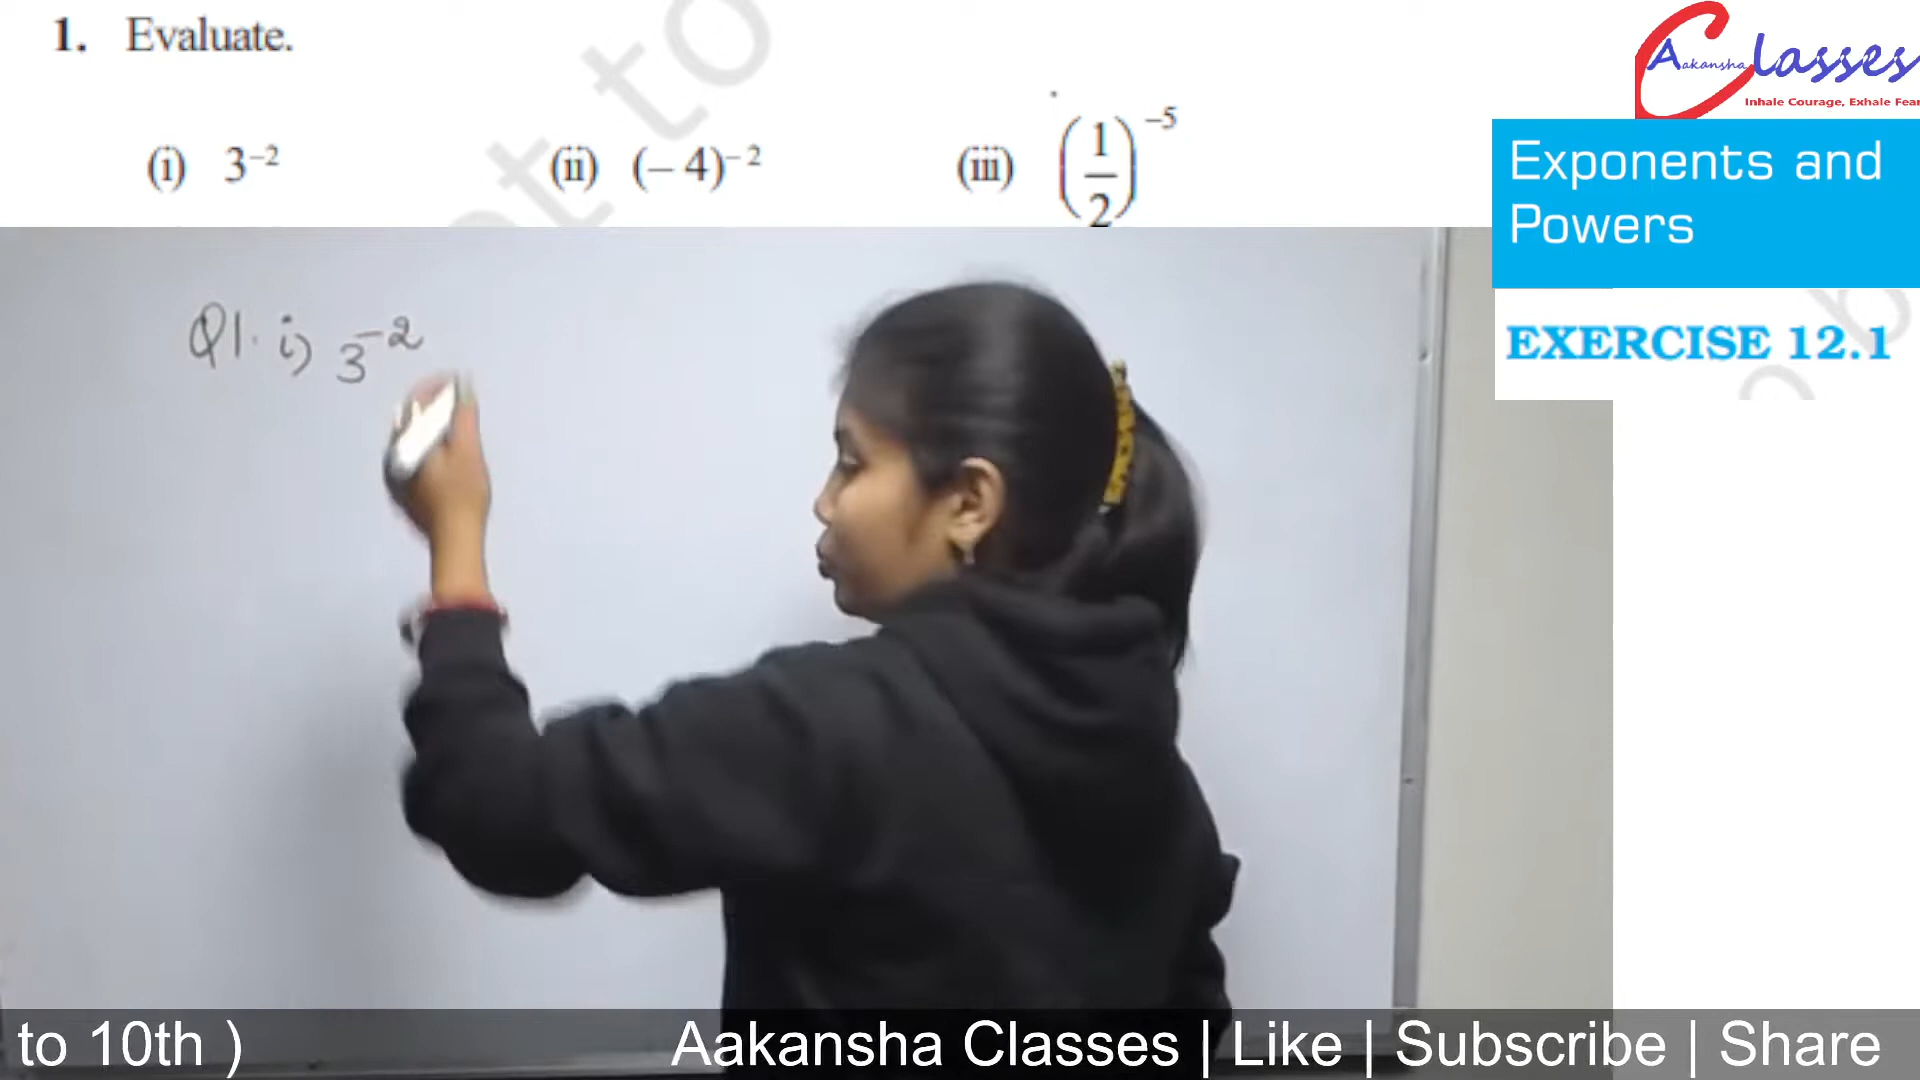 1. Evaluate.
(i) 3⁻² (ii) (– 4)⁻² (iii) (1/2)⁻⁵
Aakansha Classes
Inhale Courage, Exhale Fear
Exponents and
Powers
EXERCISE 12.1
Q1. i) 3⁻²
to 10th ) Aakansha Classes | Like | Subscribe | Share